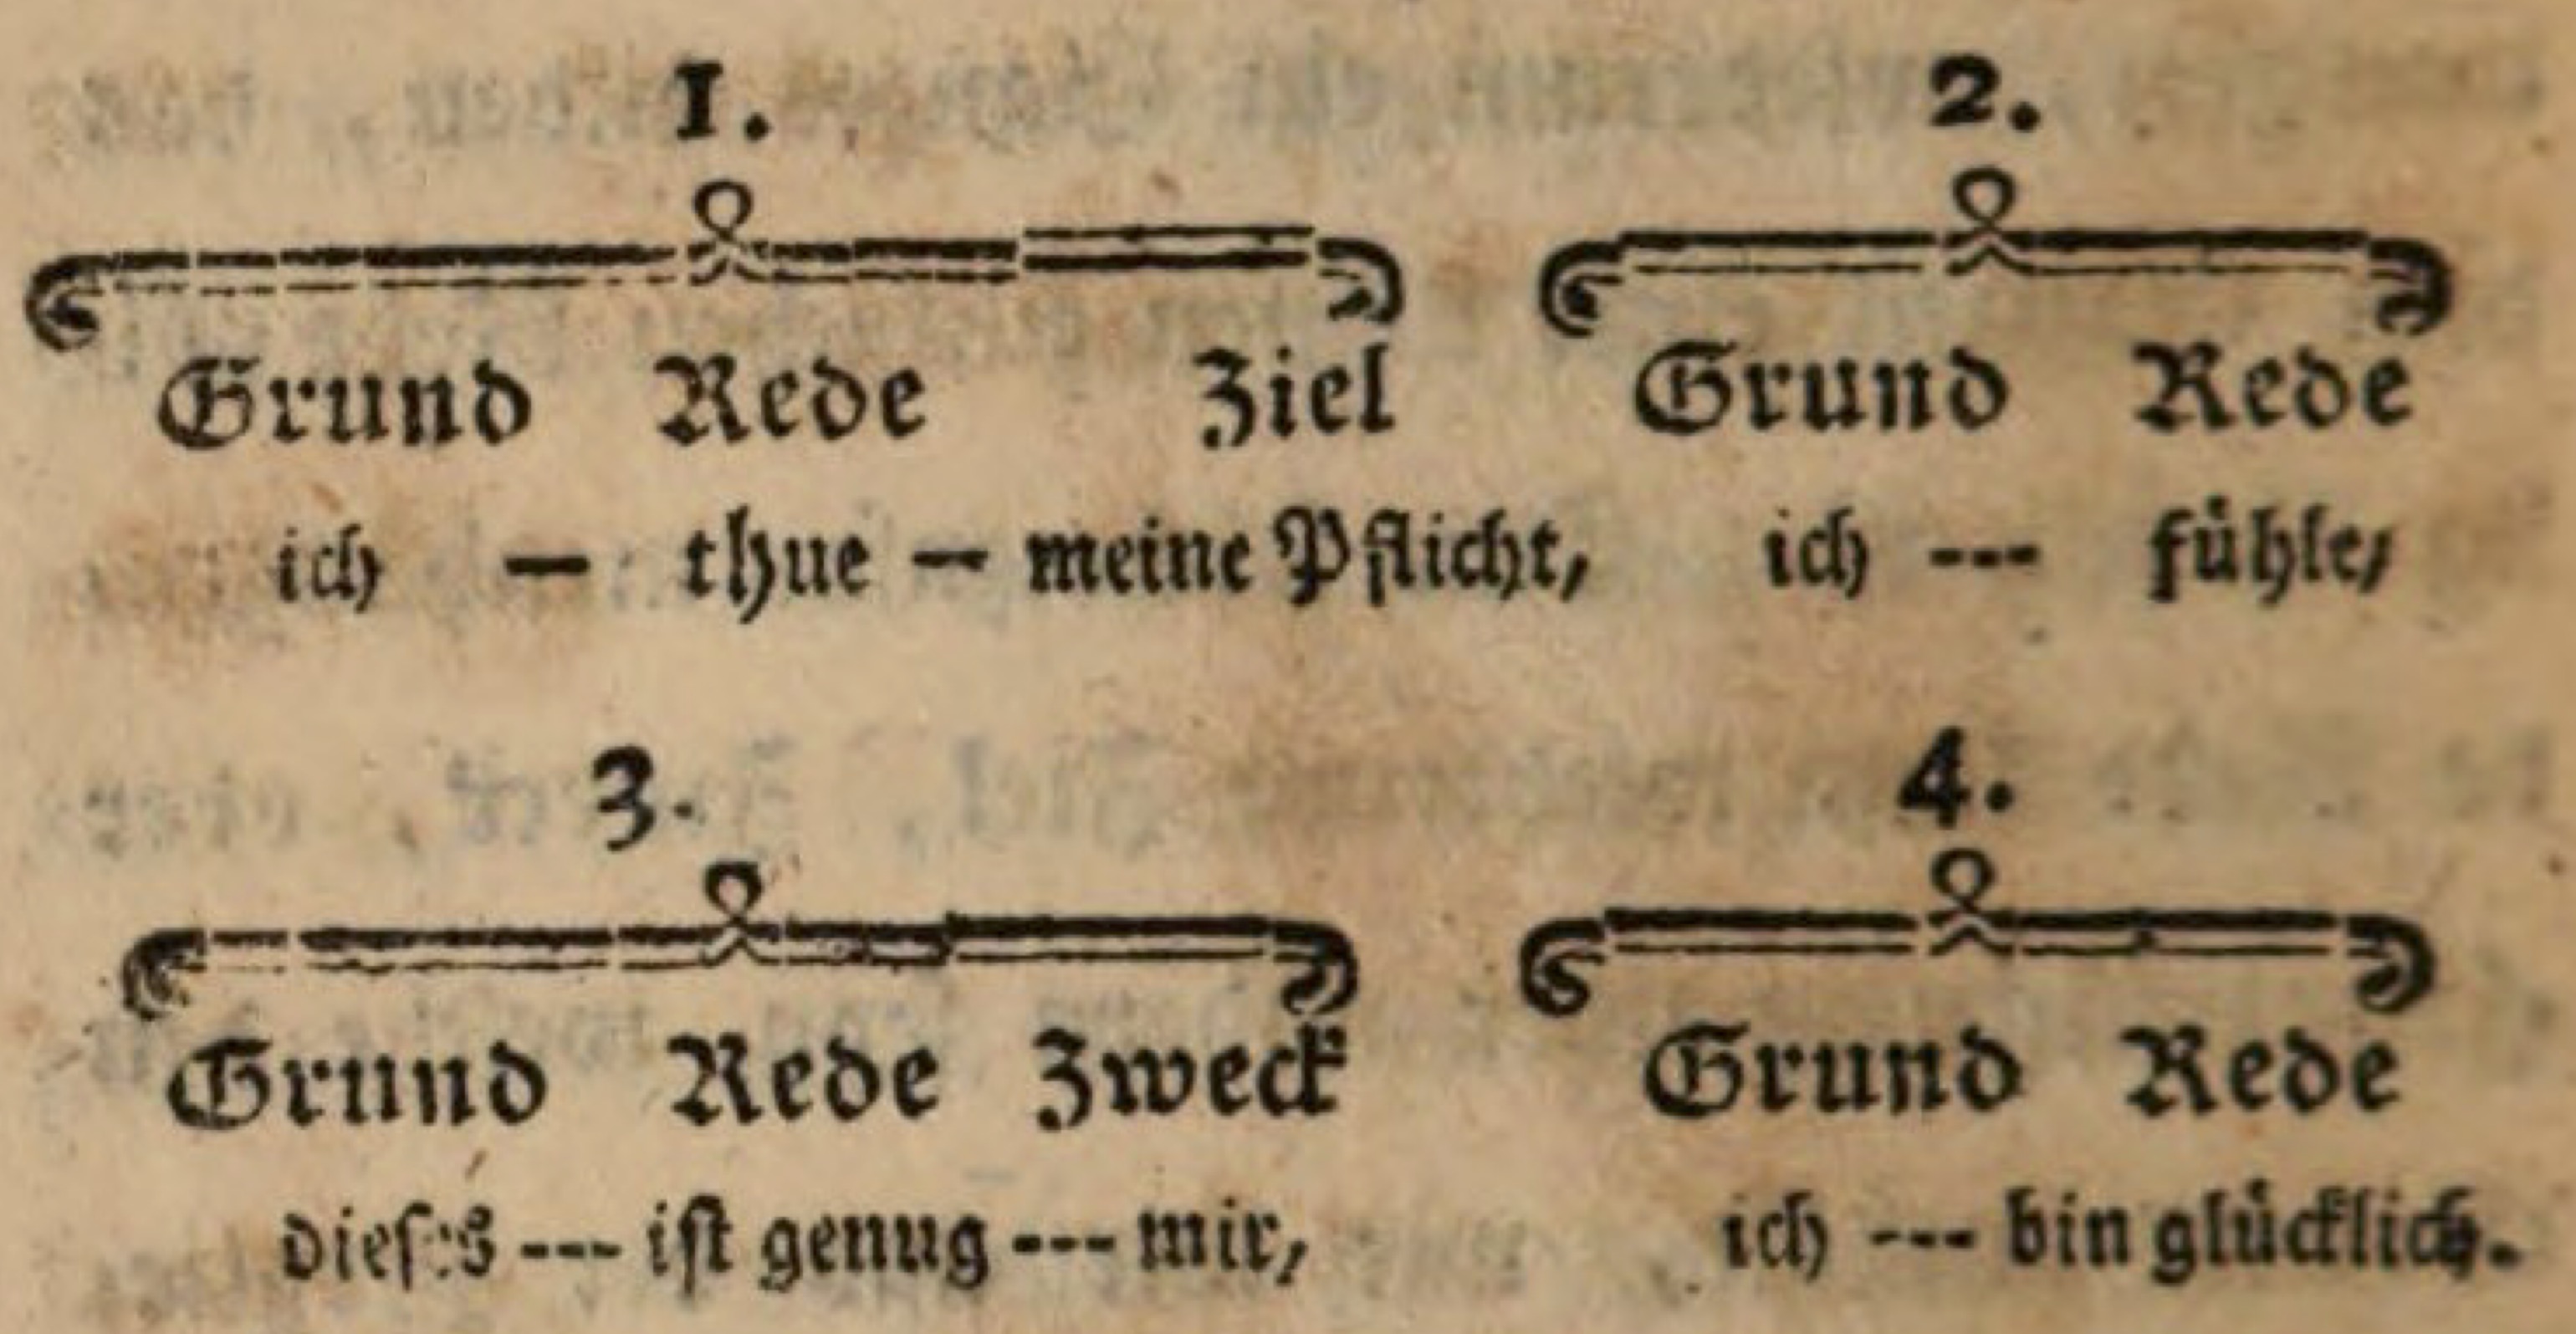 1. 2.
Grund Rede Ziel Grund Rede
ich — thue — meine Pflicht, ich --- fühle,
3. 4.
Grund Rede Zweck Grund Rede
dieses --- ist genug --- mir, ich --- bin glücklich.